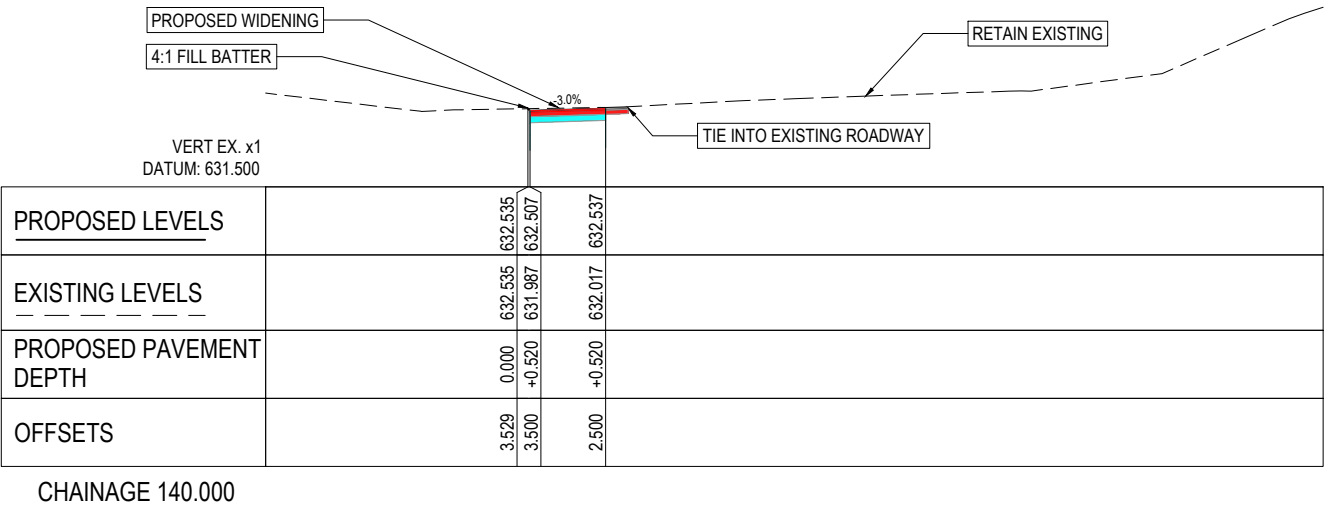 PROPOSED WIDENING
RETAIN EXISTING
4:1 FILL BATTER
-3.0%
TIE INTO EXISTING ROADWAY
VERT EX. x1
DATUM: 631.500
PROPOSED LEVELS
632.535
632.507
632.537
EXISTING LEVELS
632.535
631.987
632.017
PROPOSED PAVEMENT
DEPTH
0.000
+0.520
+0.520
OFFSETS
3.529
3.500
2.500
CHAINAGE 140.000